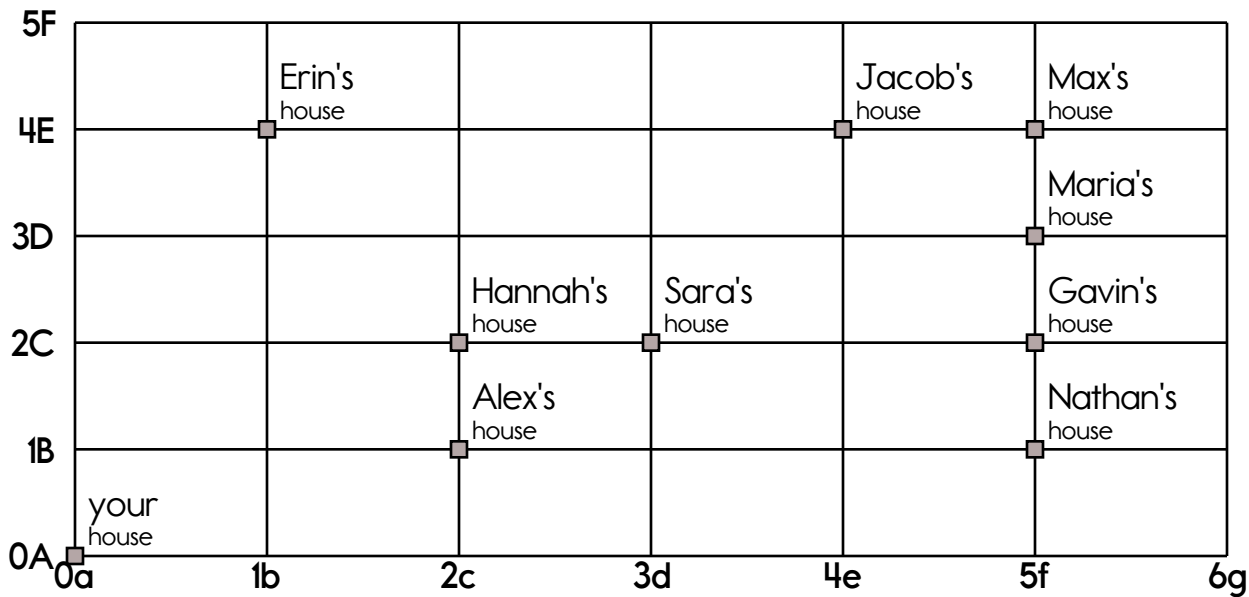 5F
Erin's
house
Jacob's
house
Max's
house
4E
Maria's
house
3D
Hannah's
house
Sara's
house
Gavin's
house
2C
Alex's
house
Nathan's
house
1B
your
house
0A
0a 1b 2c 3d 4e 5f 6g